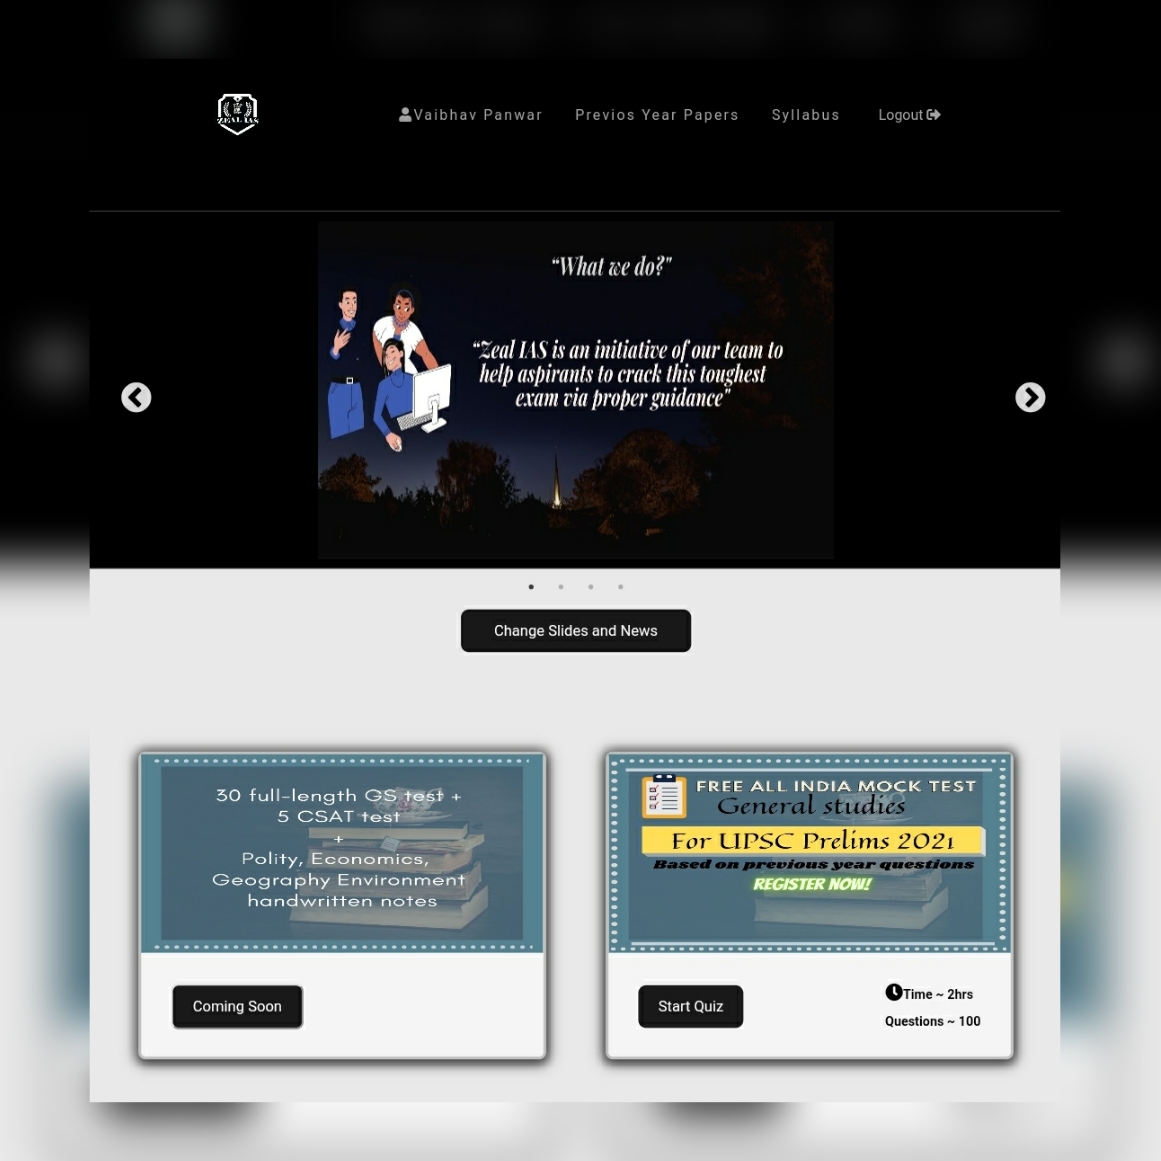 ZEAL IAS
Vaibhav Panwar
Previos Year Papers
Syllabus
Logout
“What we do?"
“Zeal IAS is an initiative of our team to
help aspirants to crack this toughest
exam via proper guidance"
Change Slides and News
30 full-length GS test +
5 CSAT test
+
Polity, Economics,
Geography Environment
handwritten notes
Coming Soon
FREE ALL INDIA MOCK TEST
General studies
For UPSC Prelims 2021
Based on previous year questions
REGISTER NOW!
Start Quiz
Time ~ 2hrs
Questions ~ 100